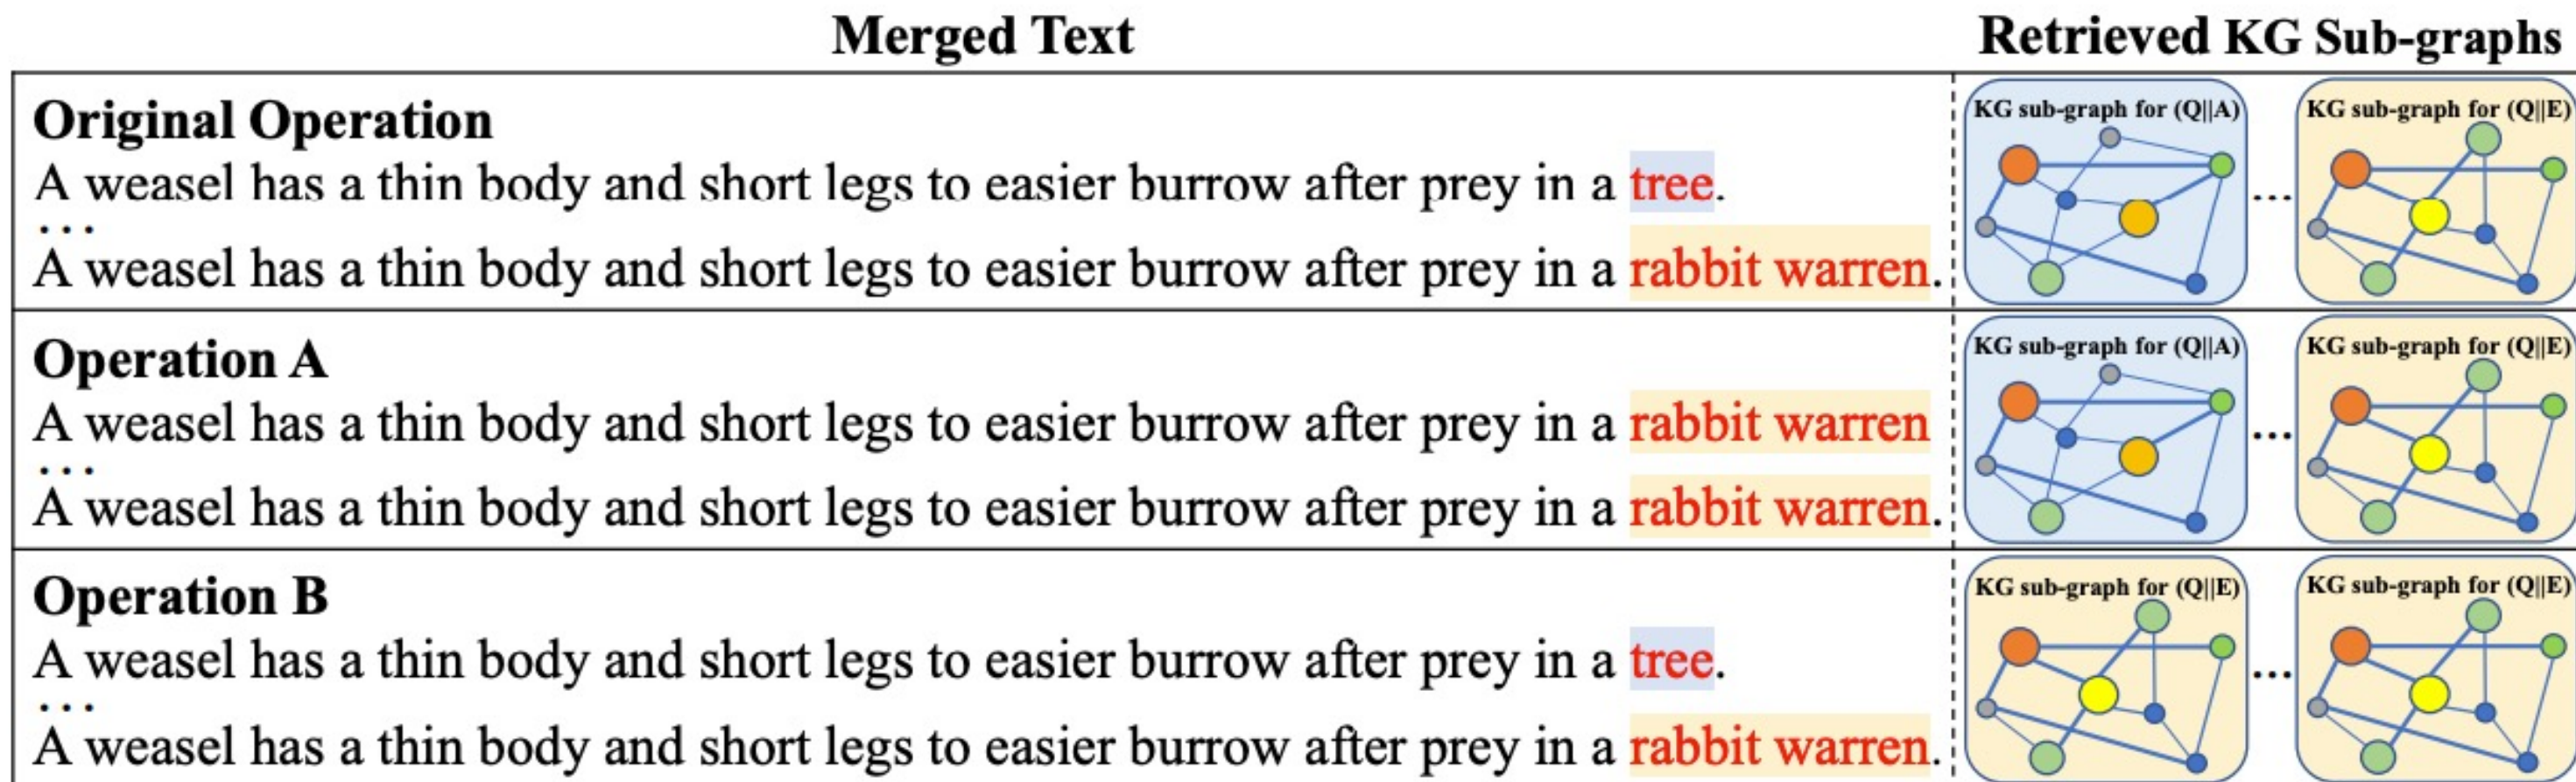 Merged Text
Retrieved KG Sub-graphs
Original Operation
A weasel has a thin body and short legs to easier burrow after prey in a tree.
...
A weasel has a thin body and short legs to easier burrow after prey in a rabbit warren.
KG sub-graph for (Q||A)
...
KG sub-graph for (Q||E)
Operation A
A weasel has a thin body and short legs to easier burrow after prey in a rabbit warren
...
A weasel has a thin body and short legs to easier burrow after prey in a rabbit warren.
KG sub-graph for (Q||A)
...
KG sub-graph for (Q||E)
Operation B
A weasel has a thin body and short legs to easier burrow after prey in a tree.
...
A weasel has a thin body and short legs to easier burrow after prey in a rabbit warren.
KG sub-graph for (Q||E)
...
KG sub-graph for (Q||E)